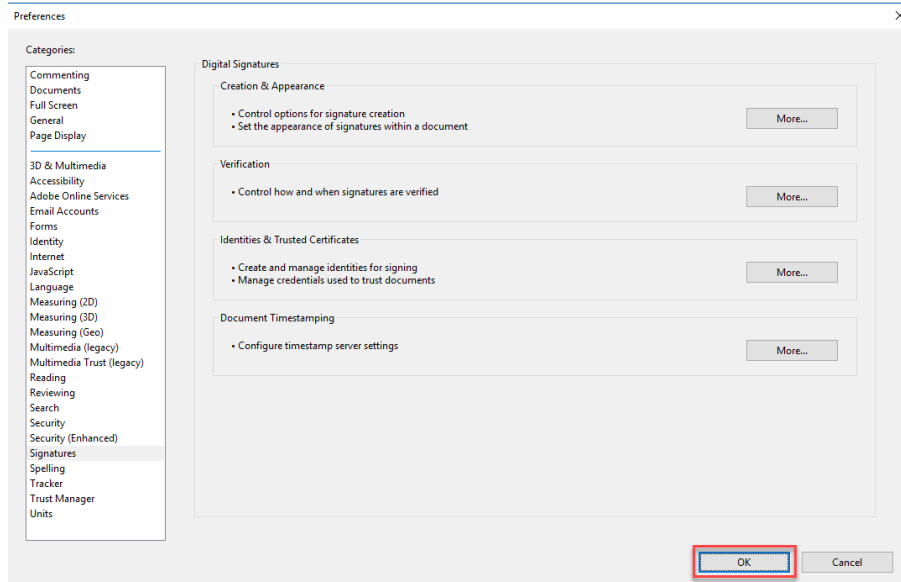 Preferences
Categories:
Commenting
Documents
Full Screen
General
Page Display
3D & Multimedia
Accessibility
Adobe Online Services
Email Accounts
Forms
Identity
Internet
JavaScript
Language
Measuring (2D)
Measuring (3D)
Measuring (Geo)
Multimedia (legacy)
Multimedia Trust (legacy)
Reading
Reviewing
Search
Security
Security (Enhanced)
Signatures
Spelling
Tracker
Trust Manager
Units
Digital Signatures
Creation & Appearance
• Control options for signature creation
• Set the appearance of signatures within a document
More...
Verification
• Control how and when signatures are verified
More...
Identities & Trusted Certificates
• Create and manage identities for signing
• Manage credentials used to trust documents
More...
Document Timestamping
• Configure timestamp server settings
More...
OK
Cancel